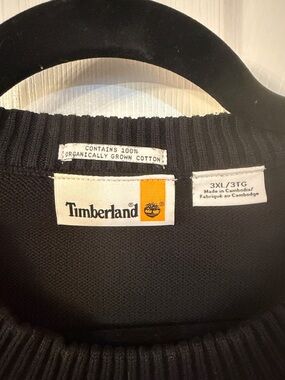 CONTAINS 100%
ORGANICALLY GROWN COTTON
Timberland®
3XL/3TG
Made in Cambodia/
Fabriqué au Cambodge